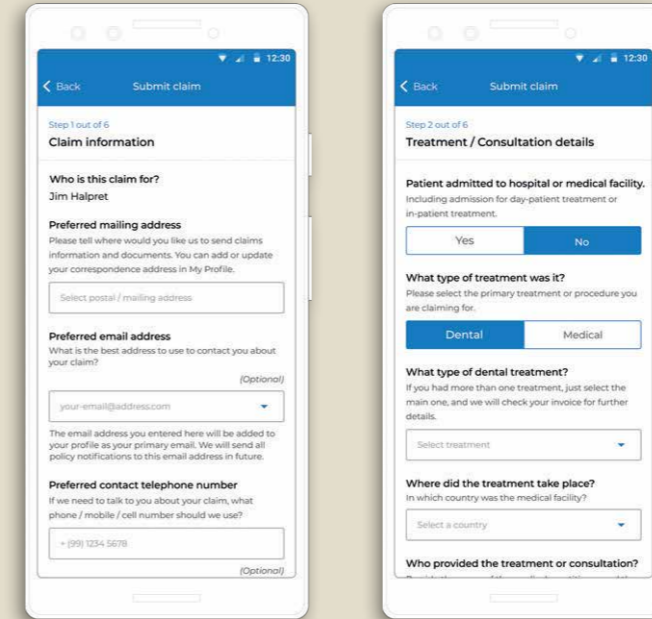 12:30
Back
Submit claim
Step 1 out of 6
Claim information
Who is this claim for?
Jim Halpret
Preferred mailing address
Please tell where would you like us to send claims
information and documents. You can add or update
your correspondence address in My Profile.
Select postal / mailing address
Preferred email address
What is the best address to use to contact you about
your claim?
(Optional)
your-email@address.com
The email address you entered here will be added to
your profile as your primary email. We will send all
policy notifications to this email address in future.
Preferred contact telephone number
If we need to talk to you about your claim, what
phone / mobile / cell number should we use?
+ (99) 1234 5678
(Optional)
12:30
Back
Submit claim
Step 2 out of 6
Treatment / Consultation details
Patient admitted to hospital or medical facility.
Including admission for day-patient treatment or
in-patient treatment.
Yes
No
What type of treatment was it?
Please select the primary treatment or procedure you
are claiming for.
Dental
Medical
What type of dental treatment?
If you had more than one treatment, just select the
main one, and we will check your invoice for further
details.
Select treatment
Where did the treatment take place?
In which country was the medical facility?
Select a country
Who provided the treatment or consultation?